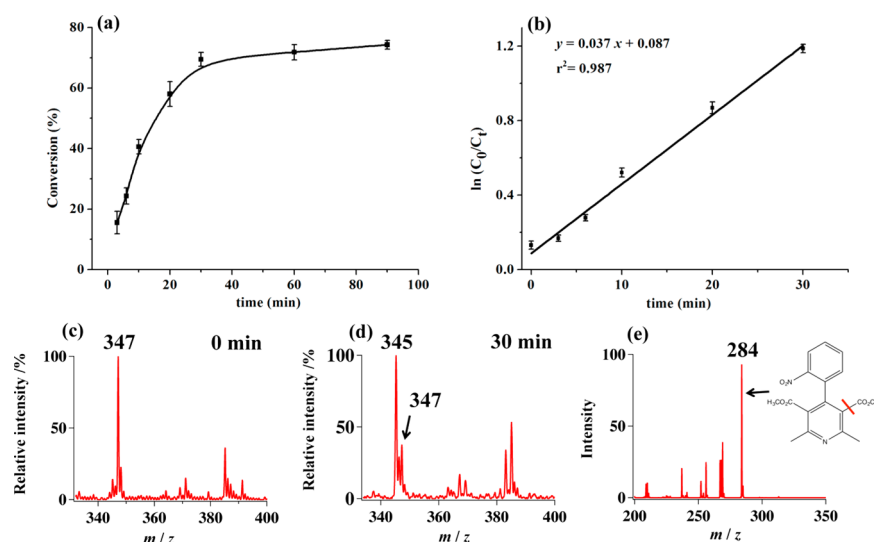 (a)
80
60
40
20
0
Conversion (%)
0 20 40 60 80 100
time (min)
(b)
y = 0.037 x + 0.087
r²= 0.987
1.2
0.8
0.4
0.0
ln (C₀/Cₜ)
0 10 20 30
time (min)
(c)
347
0 min
100
50
0
Relative intensity /%
340 360 380 400
m / z
(d)
345
30 min
347
100
50
0
Relative intensity /%
340 360 380 400
m / z
(e)
284
100
50
0
Intensity
200 250 300 350
m / z
O₂N
H₃CO₂C
CO₂C
N